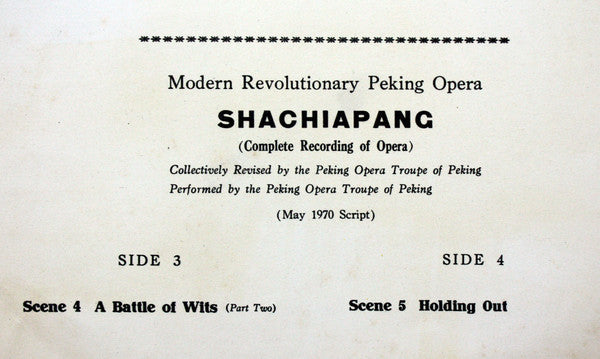 Modern Revolutionary Peking Opera
SHACHIAPANG
(Complete Recording of Opera)
Collectively Revised by the Peking Opera Troupe of Peking
Performed by the Peking Opera Troupe of Peking
(May 1970 Script)
SIDE 3
SIDE 4
Scene 4 A Battle of Wits (Part Two)
Scene 5 Holding Out